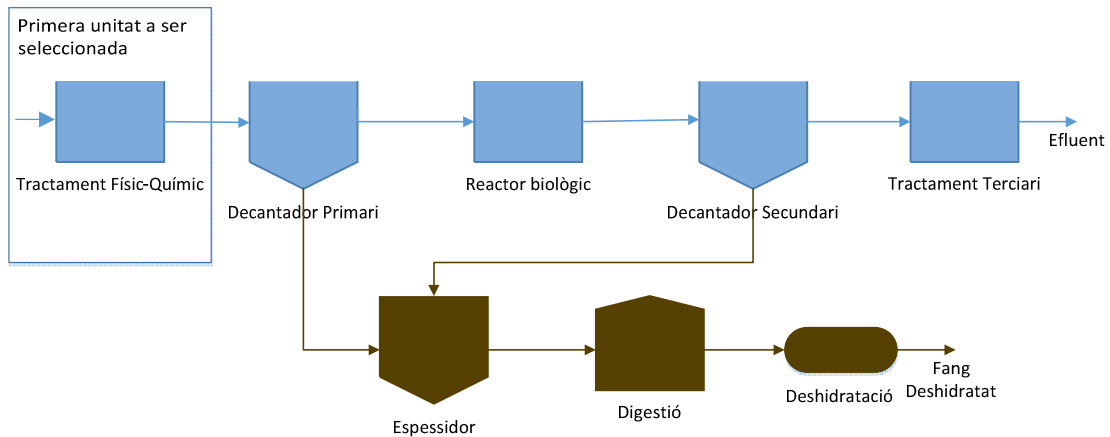 Primera unitat a ser
seleccionada
Efluent
Tractament Físic-Químic
Reactor biològic
Tractament Terciari
Decantador Primari
Decantador Secundari
Fang
Deshidratat
Deshidratació
Digestió
Espessidor